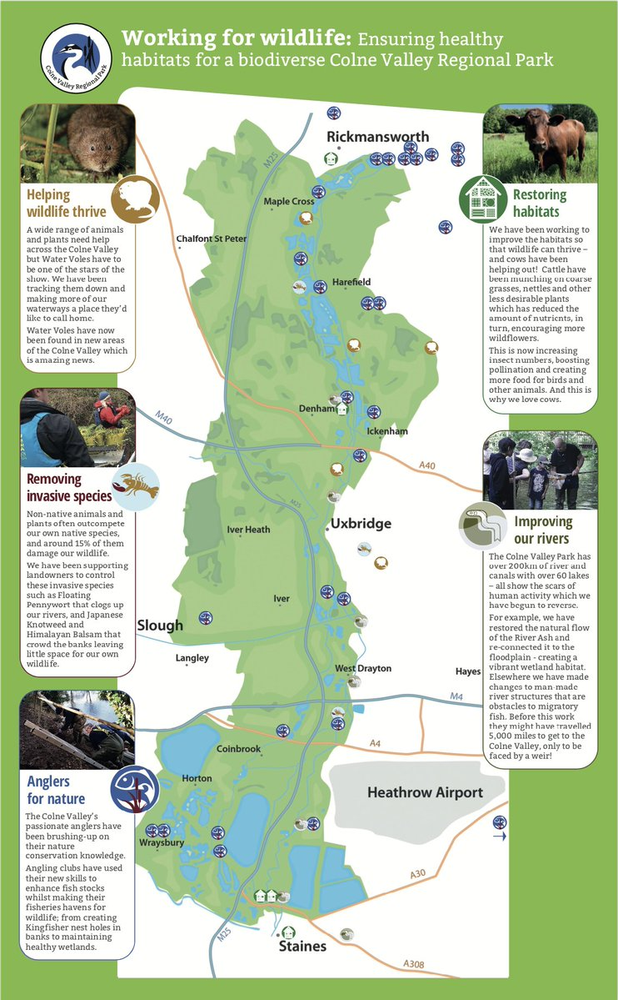 Working for wildlife: Ensuring healthy
habitats for a biodiverse Colne Valley Regional Park
Colne Valley Regional Park
Helping
wildlife thrive
A wide range of animals
and plants need help
across the Colne Valley
but Water Voles have to
be one of the stars of the
show. We have been
tracking them down and
making more of our
waterways a place they'd
like to call home.
Water Voles have now
been found in new areas
of the Colne Valley which
is amazing news.
Removing
invasive species
Non-native animals and
plants often outcompete
our own native species,
and around 15% of them
damage our wildlife.
We have been supporting
landowners to control
these invasive species
such as Floating
Pennywort that clogs up
our rivers, and Japanese
Knotweed and
Himalayan Balsam that
crowd the banks leaving
little space for our own
wildlife.
Anglers
for nature
The Colne Valley's
passionate anglers have
been brushing-up on
their nature
conservation knowledge.
Angling clubs have used
their new skills to
enhance fish stocks
whilst making their
fisheries havens for
wildlife; from creating
Kingfisher nest holes in
banks to maintaining
healthy wetlands.
Rickmansworth
M25
Maple Cross
Chalfont St Peter
Harefield
Denham
M40
Ickenham
A40
M25
Uxbridge
Iver Heath
Iver
Slough
Langley
West Drayton
Hayes
M4
A4
Colnbrook
Horton
Heathrow Airport
Wraysbury
A30
M25
Staines
A308
Restoring
habitats
We have been working to
improve the habitats so
that wildlife can thrive –
and cows have been
helping out! Cattle have
been munching on coarse
grasses, nettles and other
less desirable plants
which has reduced the
amount of nutrients, in
turn, encouraging more
wildflowers.
This is now increasing
insect numbers, boosting
pollination and creating
more food for birds and
other animals. And this is
why we love cows.
Improving
our rivers
The Colne Valley Park has
over 200km of river and
canals with over 60 lakes
– all show the scars of
human activity which we
have begun to reverse.
For example, we have
restored the natural flow
of the River Ash and
re-connected it to the
floodplain - creating a
vibrant wetland habitat.
Elsewhere we have made
changes to man-made
river structures that are
obstacles to migratory
fish. Before this work
they might have travelled
5,000 miles to get to the
Colne Valley, only to be
faced by a weir!